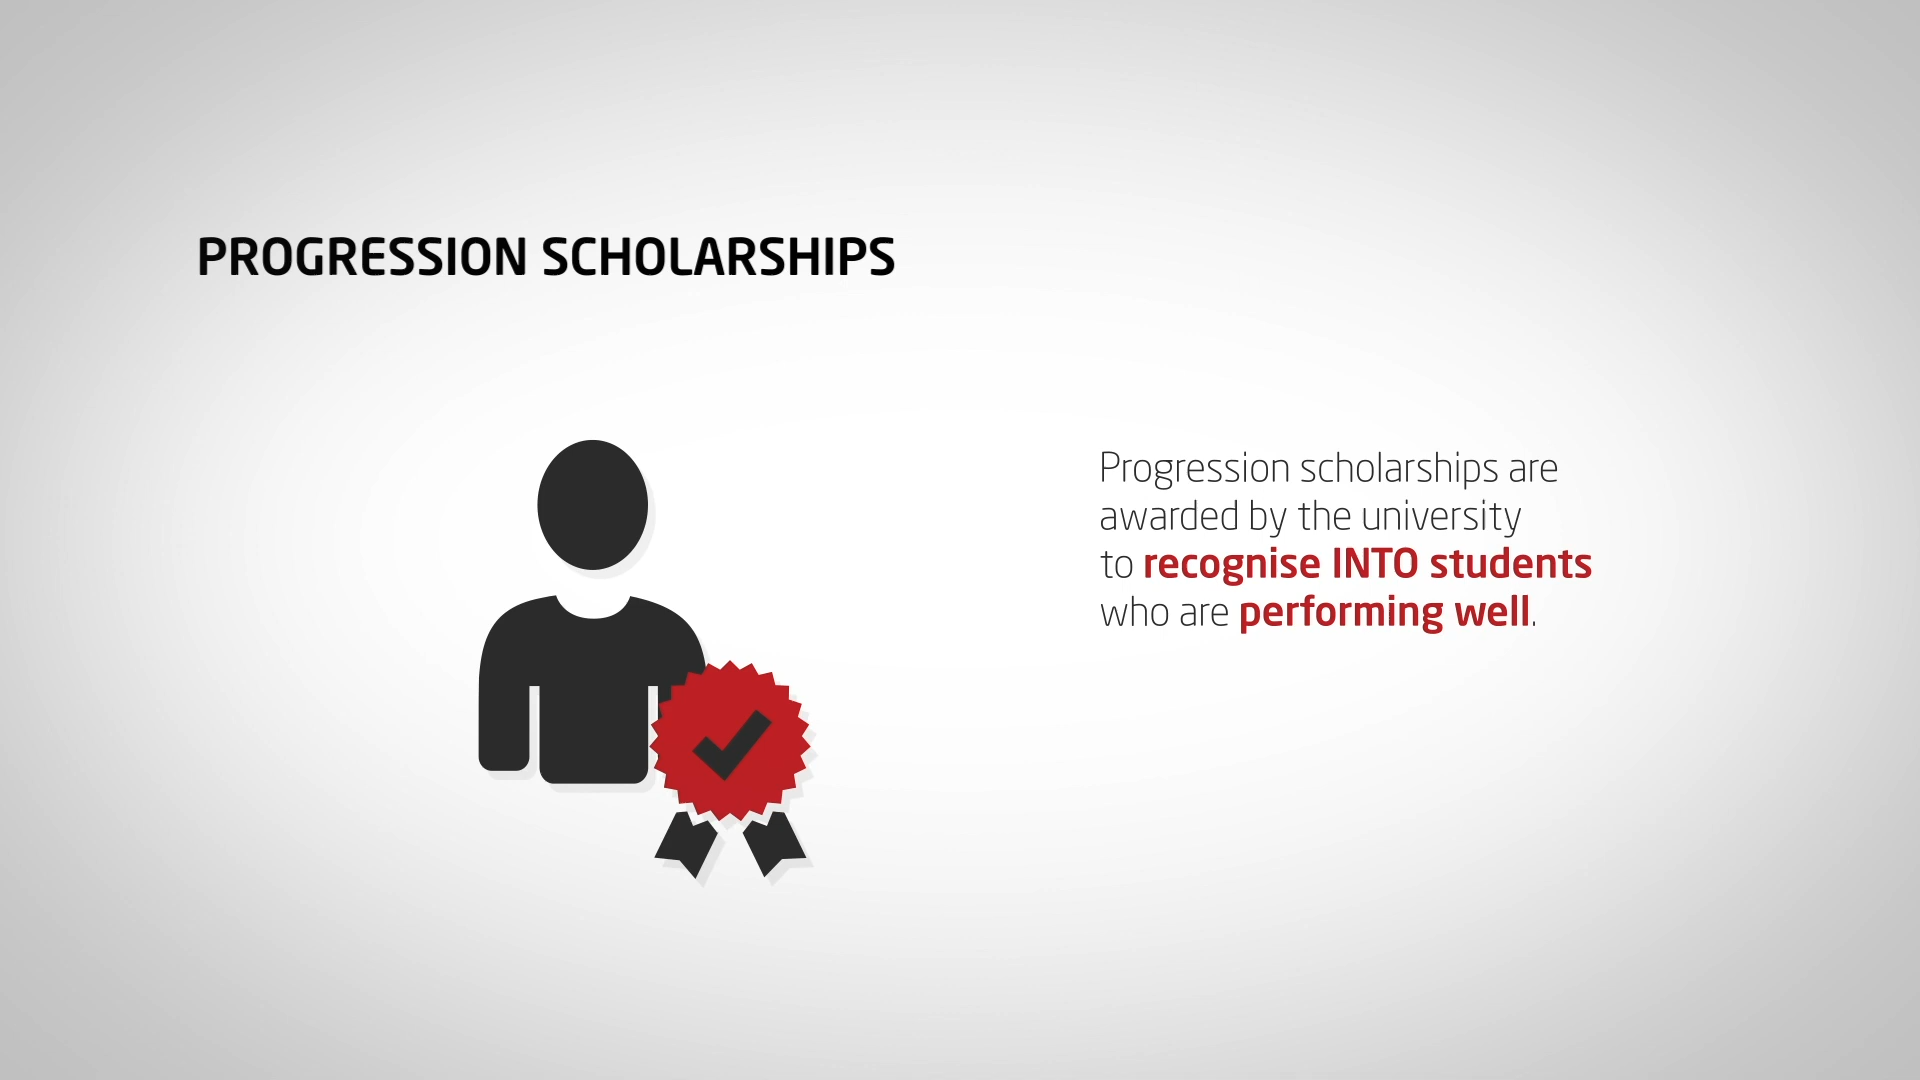 PROGRESSION SCHOLARSHIPS
Progression scholarships are
awarded by the university
to recognise INTO students
who are performing well.